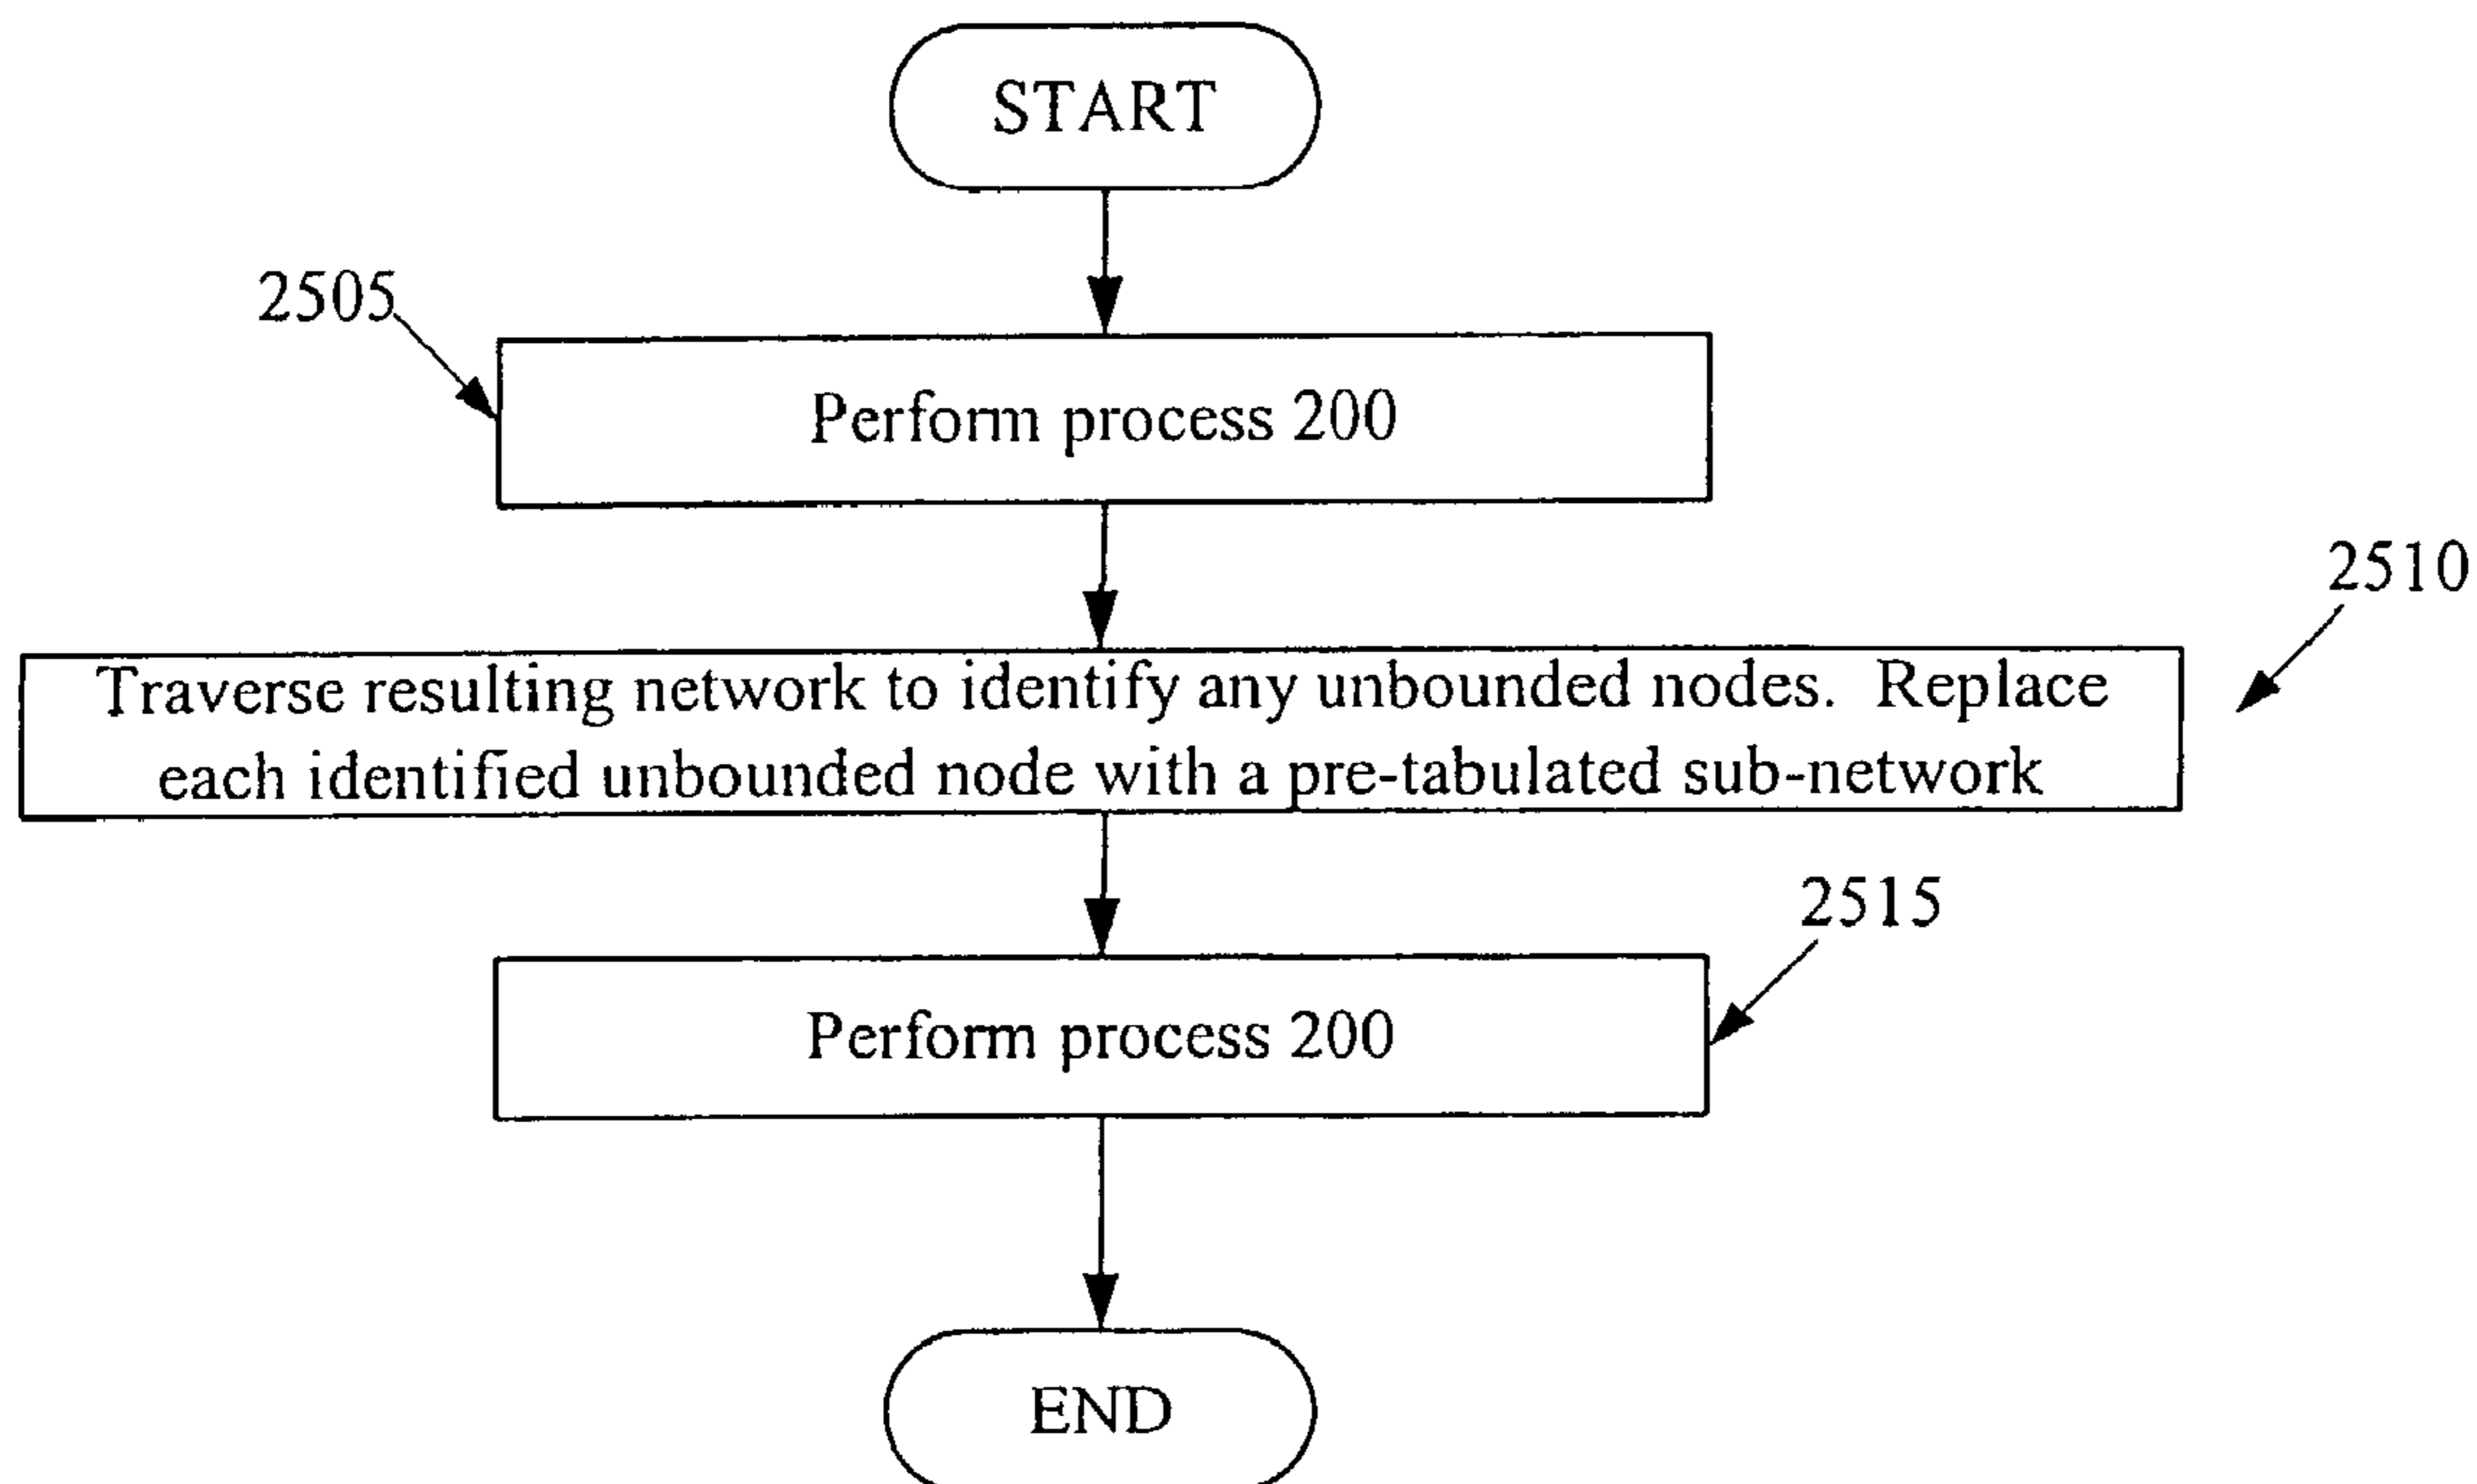 START
2505
Perform process 200
2510
Traverse resulting network to identify any unbounded nodes. Replace
each identified unbounded node with a pre-tabulated sub-network
2515
Perform process 200
END